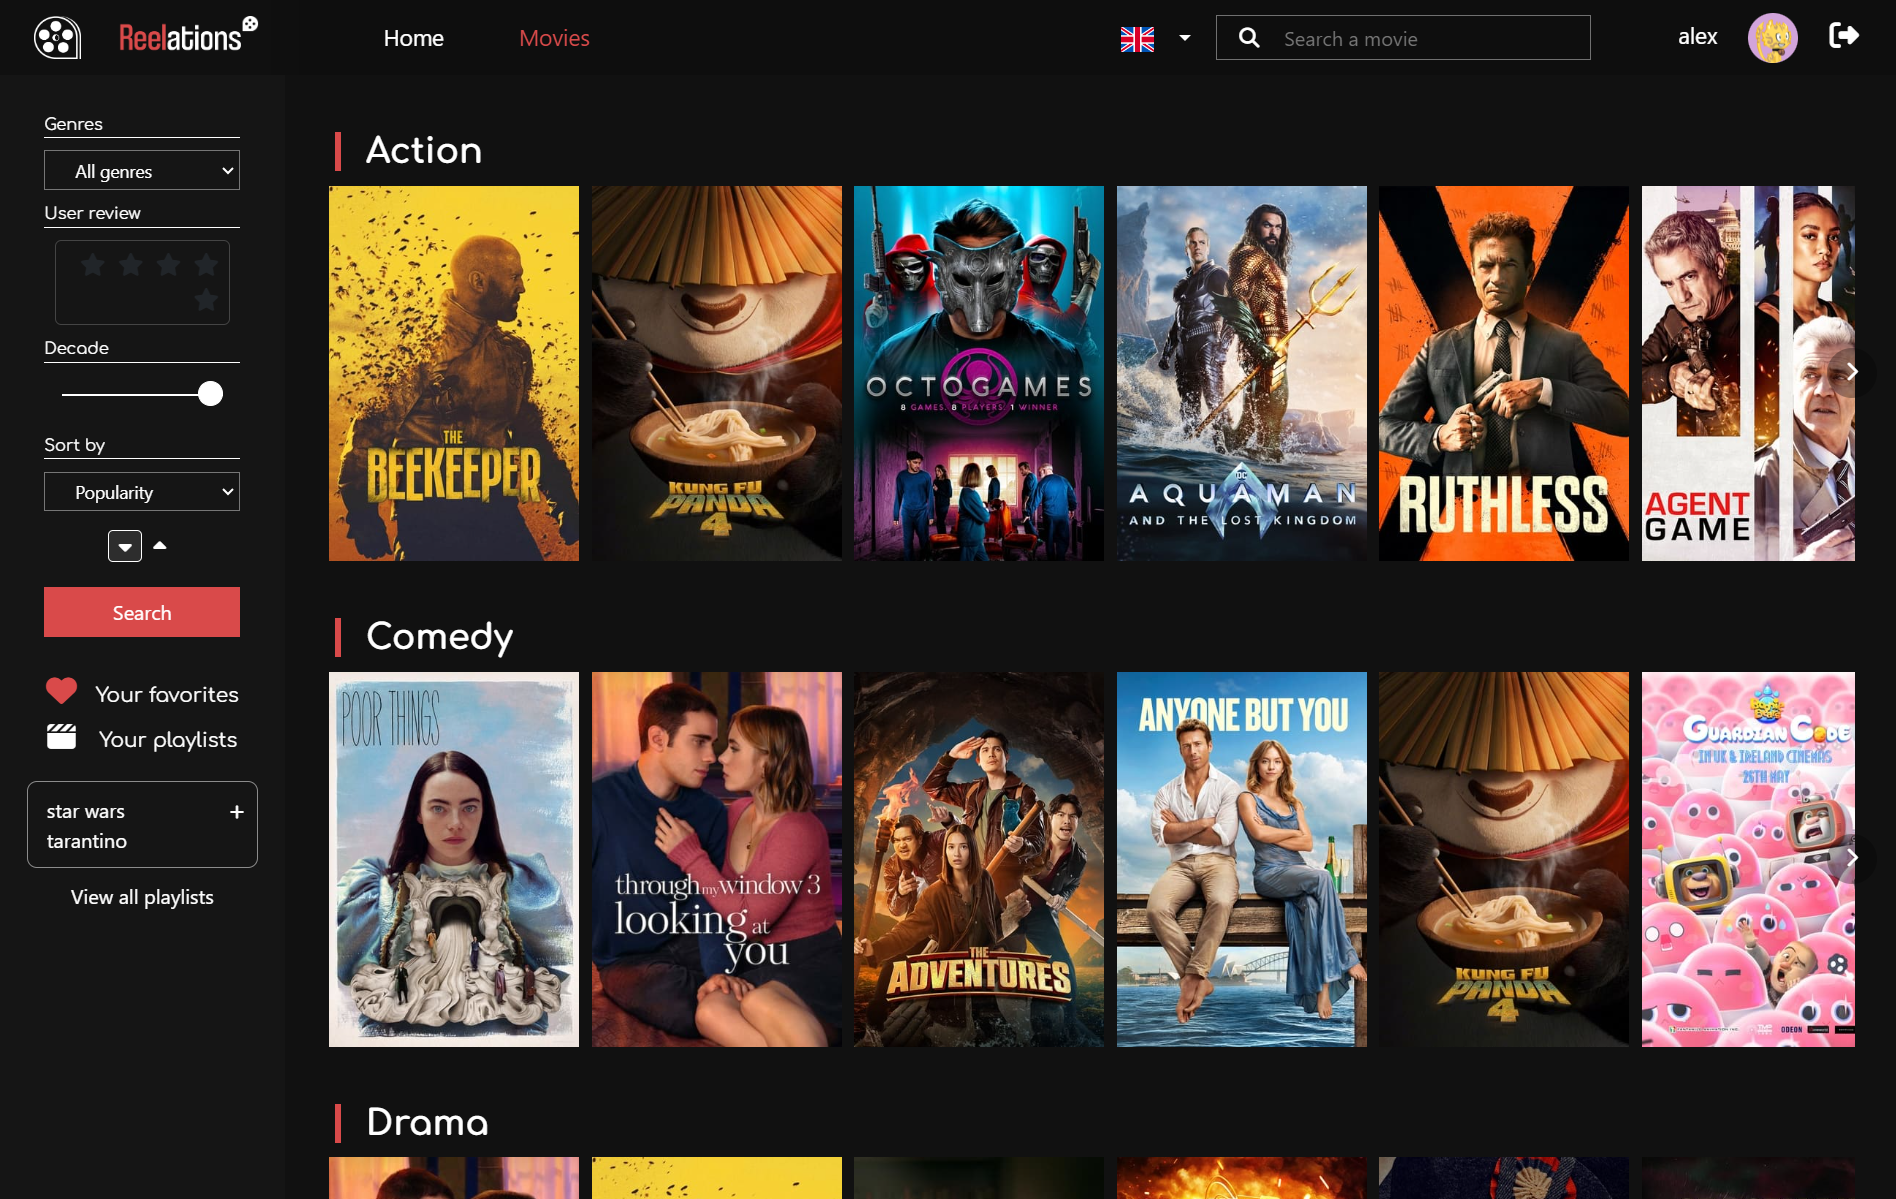 Reelations
Home
Movies
Search a movie
alex
Genres
All genres
User review
Decade
Sort by
Popularity
Search
Your favorites
Your playlists
star wars
+
tarantino
View all playlists
Action
THE
BEEKEEPER
KUNG FU
PANDA
4
OCTOGAMES
8 GAMES. 8 PLAYERS. 1 WINNER
DC
AQUAMAN
AND THE LOST KINGDOM
RUTHLESS
AGENT
GAME
Comedy
POOR THINGS
through my window 3
looking at
you
THE
ADVENTURES
ANYONE BUT YOU
KUNG FU
PANDA
4
GUARDIAN CODE
IN UK & IRELAND CINEMAS
26TH MAY
ODEON
Drama